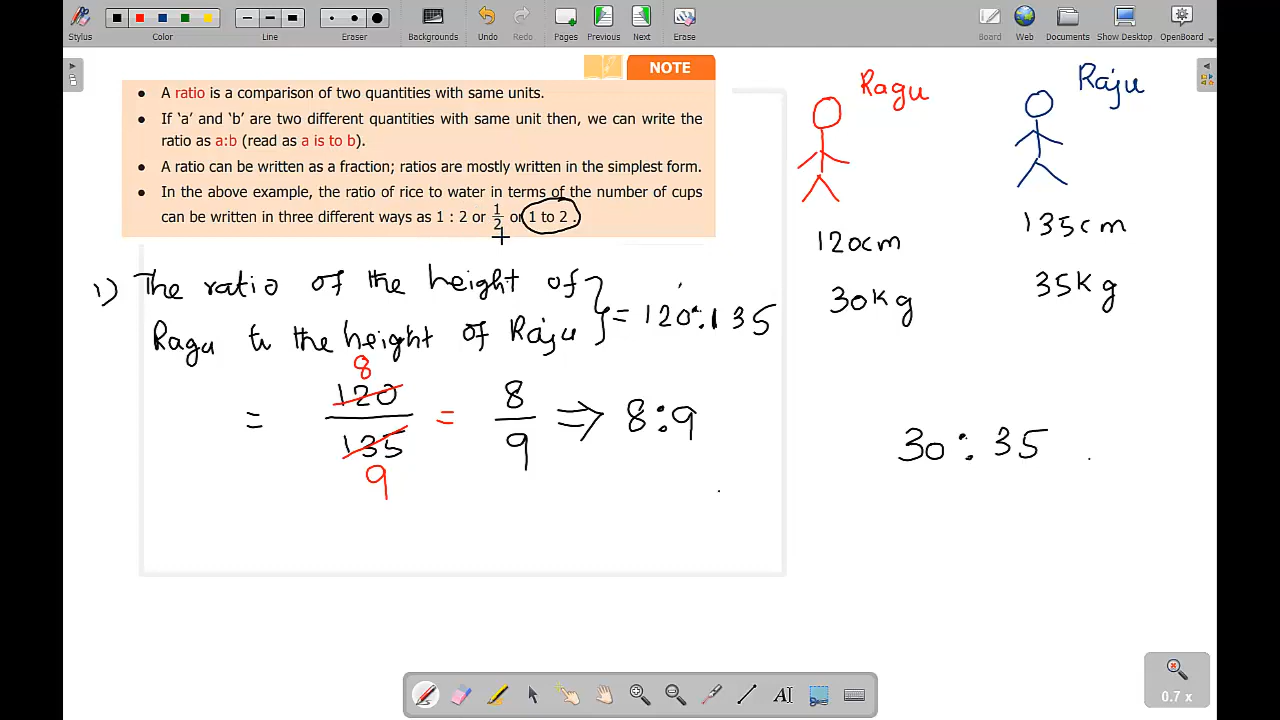 Stylus Color Line Eraser Backgrounds Undo Redo Pages Previous Next Erase Board Web Documents Show Desktop OpenBoard
NOTE
• A ratio is a comparison of two quantities with same units.
• If ‘a’ and ‘b’ are two different quantities with same unit then, we can write the
ratio as a:b (read as a is to b).
• A ratio can be written as a fraction; ratios are mostly written in the simplest form.
• In the above example, the ratio of rice to water in terms of the number of cups
can be written in three different ways as 1 : 2 or 1/2 or 1 to 2 .
Ragu
Raju
120cm
135cm
30Kg
35Kg
1) The ratio of the height of
Ragu to the height of Raju } = 120:135
= 120/135 = 8/9 ⇒ 8:9
8
9
30 : 35
0.7 x